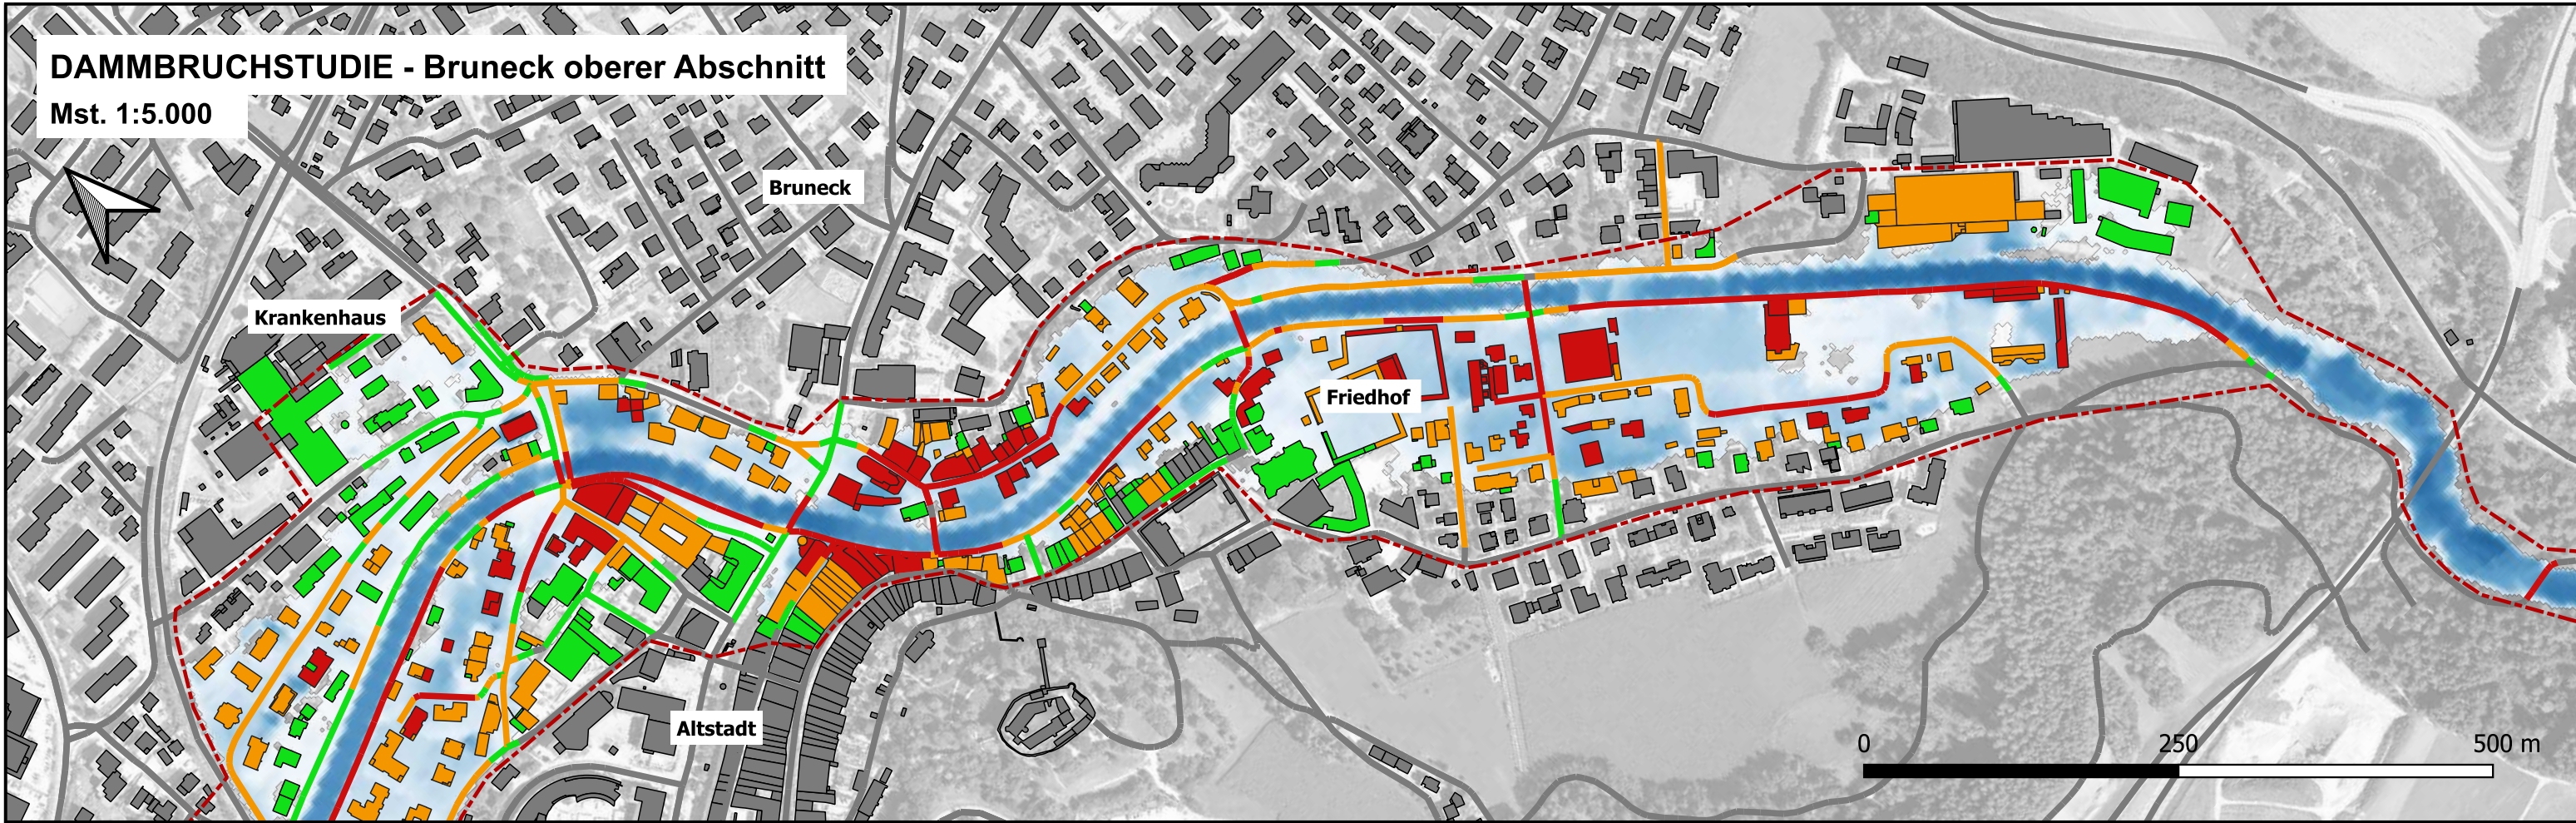 DAMMBRUCHSTUDIE - Bruneck oberer Abschnitt
Mst. 1:5.000
Bruneck
Krankenhaus
Friedhof
Altstadt
0 250 500 m